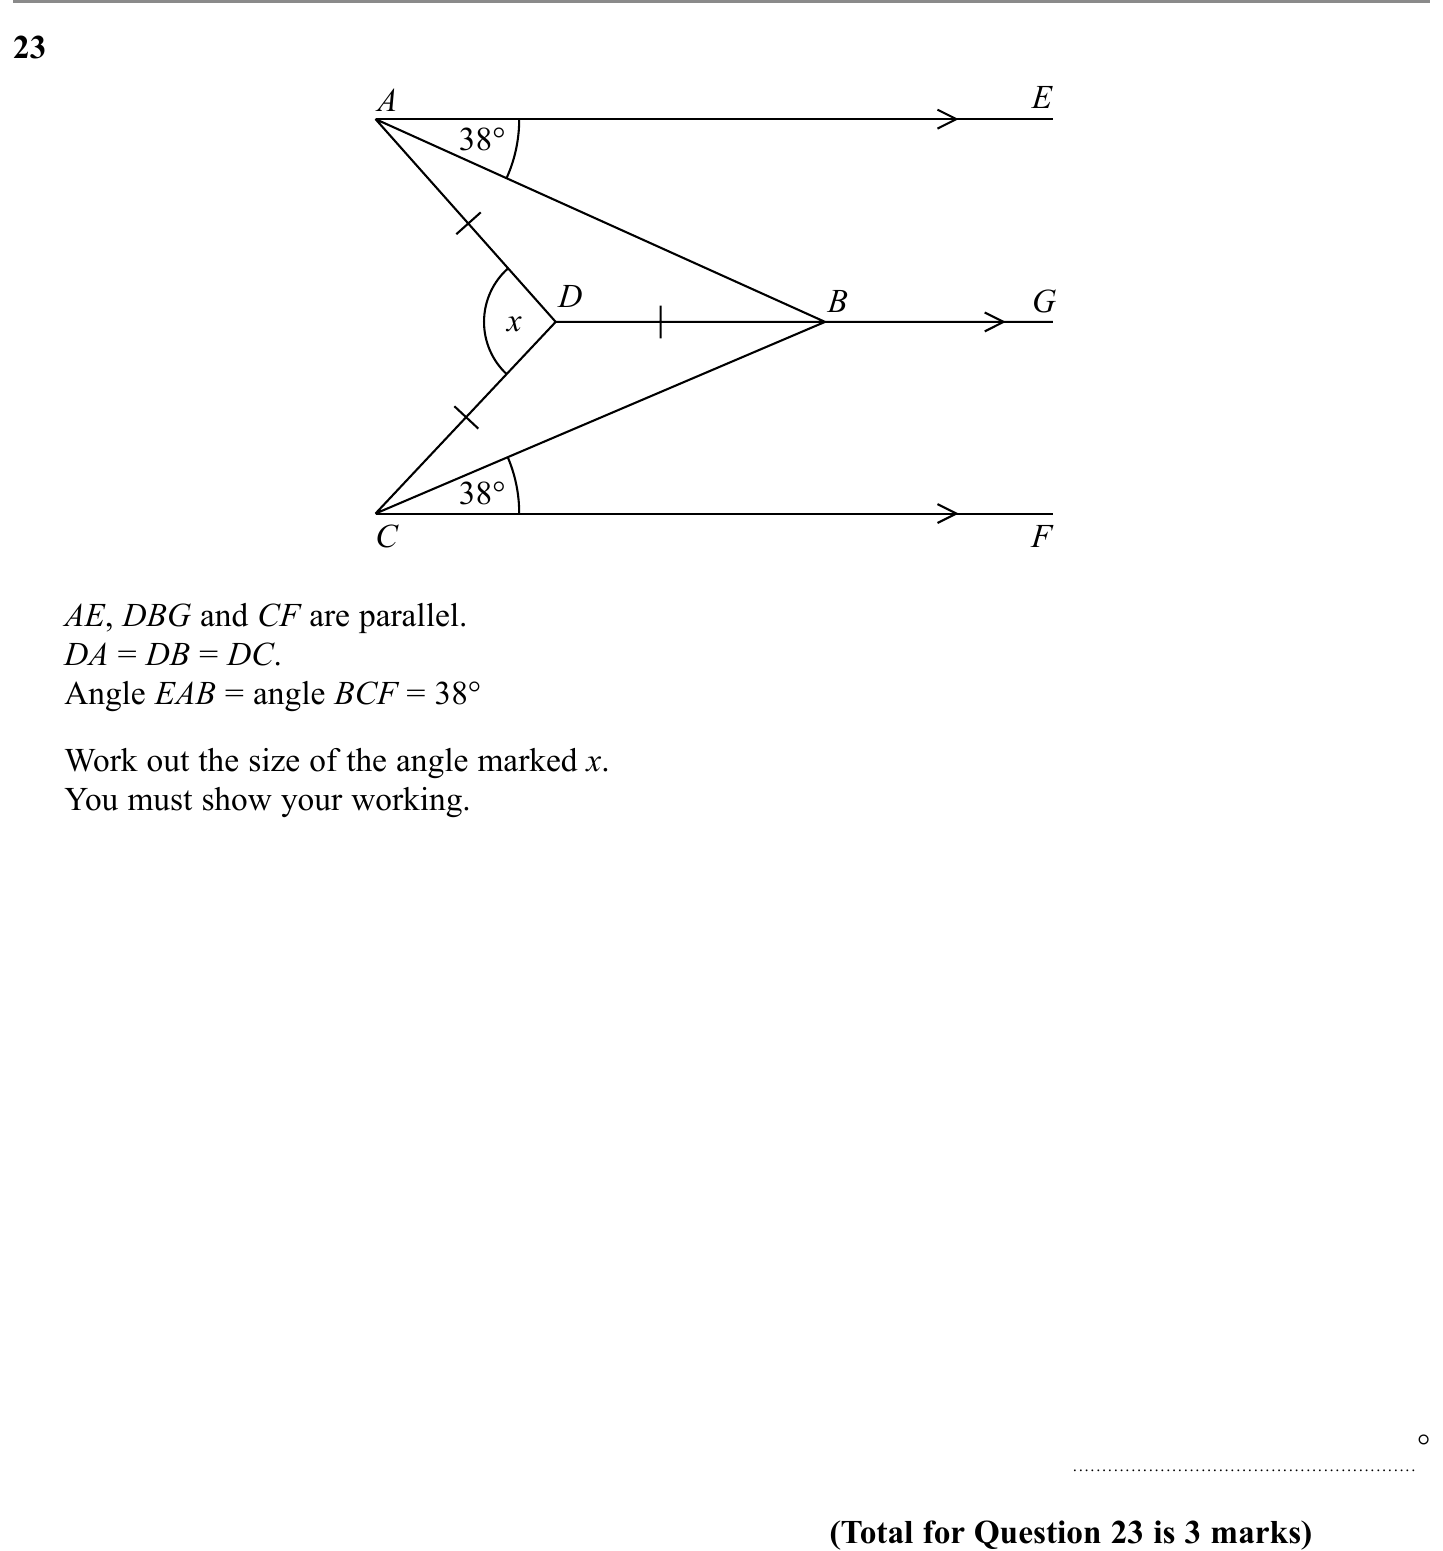 23
A
E
38°
D
B
G
x
38°
C
F
AE, DBG and CF are parallel.
DA = DB = DC.
Angle EAB = angle BCF = 38°
Work out the size of the angle marked x.
You must show your working.
°
(Total for Question 23 is 3 marks)